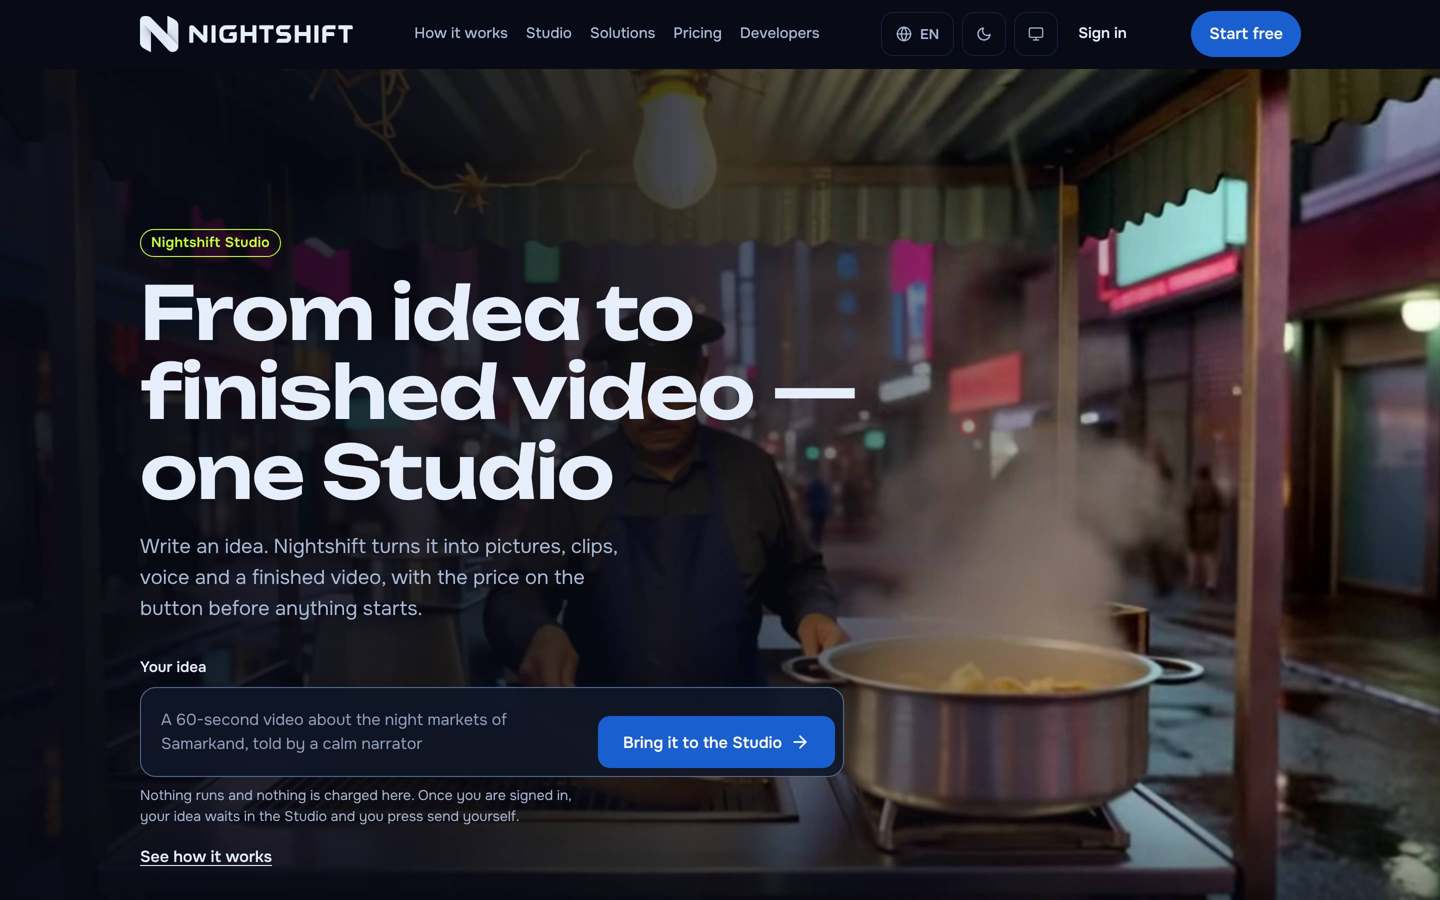 NIGHTSHIFT
How it works
Studio
Solutions
Pricing
Developers
EN
Sign in
Start free
Nightshift Studio
From idea to
finished video —
one Studio
Write an idea. Nightshift turns it into pictures, clips,
voice and a finished video, with the price on the
button before anything starts.
Your idea
A 60-second video about the night markets of
Samarkand, told by a calm narrator
Bring it to the Studio
Nothing runs and nothing is charged here. Once you are signed in,
your idea waits in the Studio and you press send yourself.
See how it works